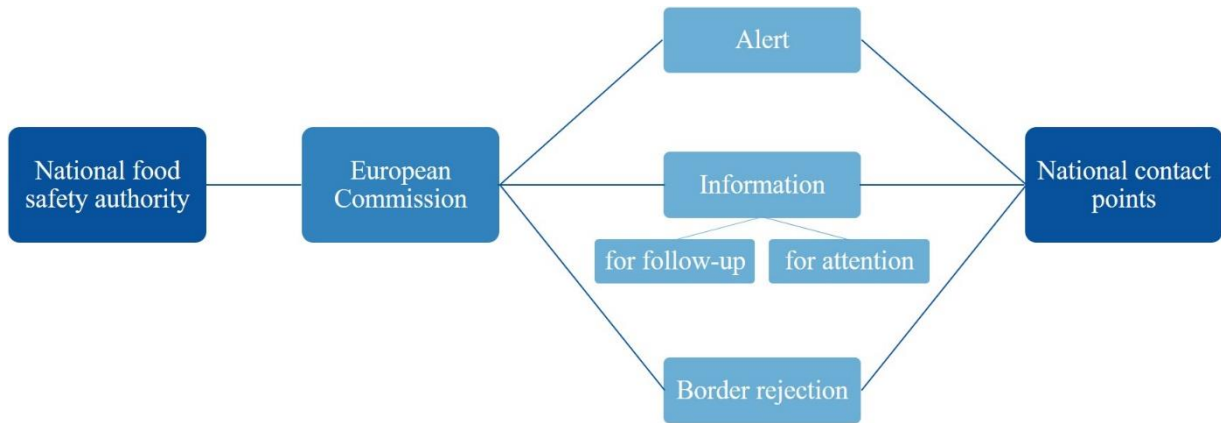 National food
safety authority
European
Commission
Alert
Information
for follow-up
for attention
Border rejection
National contact
points